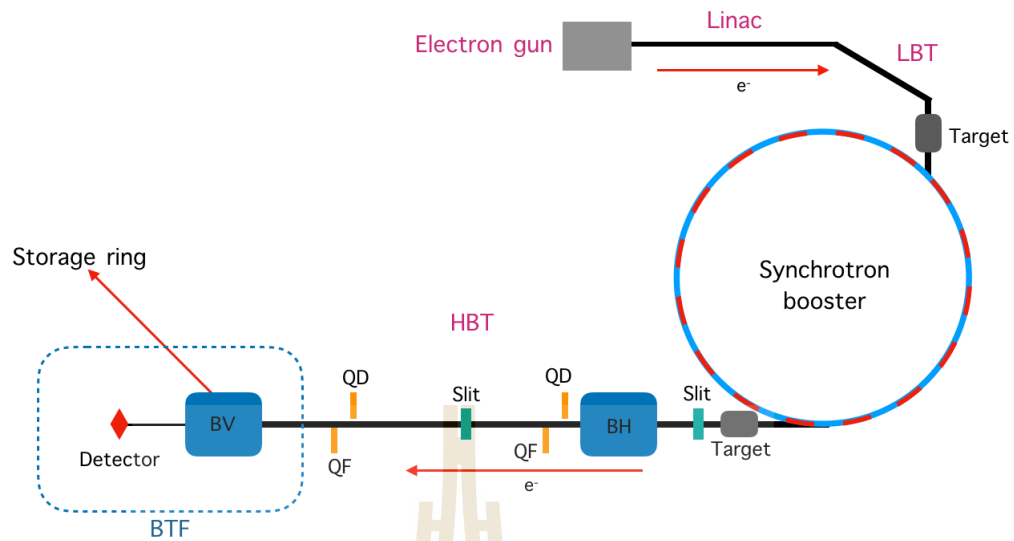 Linac
Electron gun
LBT
e-
Target
Synchrotron
booster
Storage ring
HBT
QD
QD
Slit
Slit
BV
BH
Detector
QF
QF
Target
e-
BTF